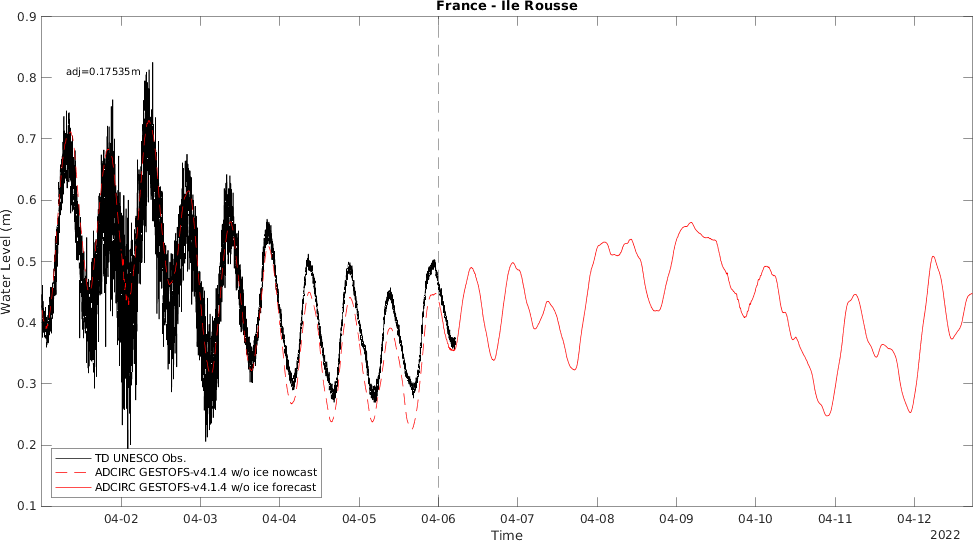 France - Ile Rousse
adj=0.17535m
Water Level (m)
0.9
0.8
0.7
0.6
0.5
0.4
0.3
0.2
0.1
TD UNESCO Obs.
ADCIRC GESTOFS-v4.1.4 w/o ice nowcast
ADCIRC GESTOFS-v4.1.4 w/o ice forecast
04-02 04-03 04-04 04-05 04-06 04-07 04-08 04-09 04-10 04-11 04-12
Time
2022